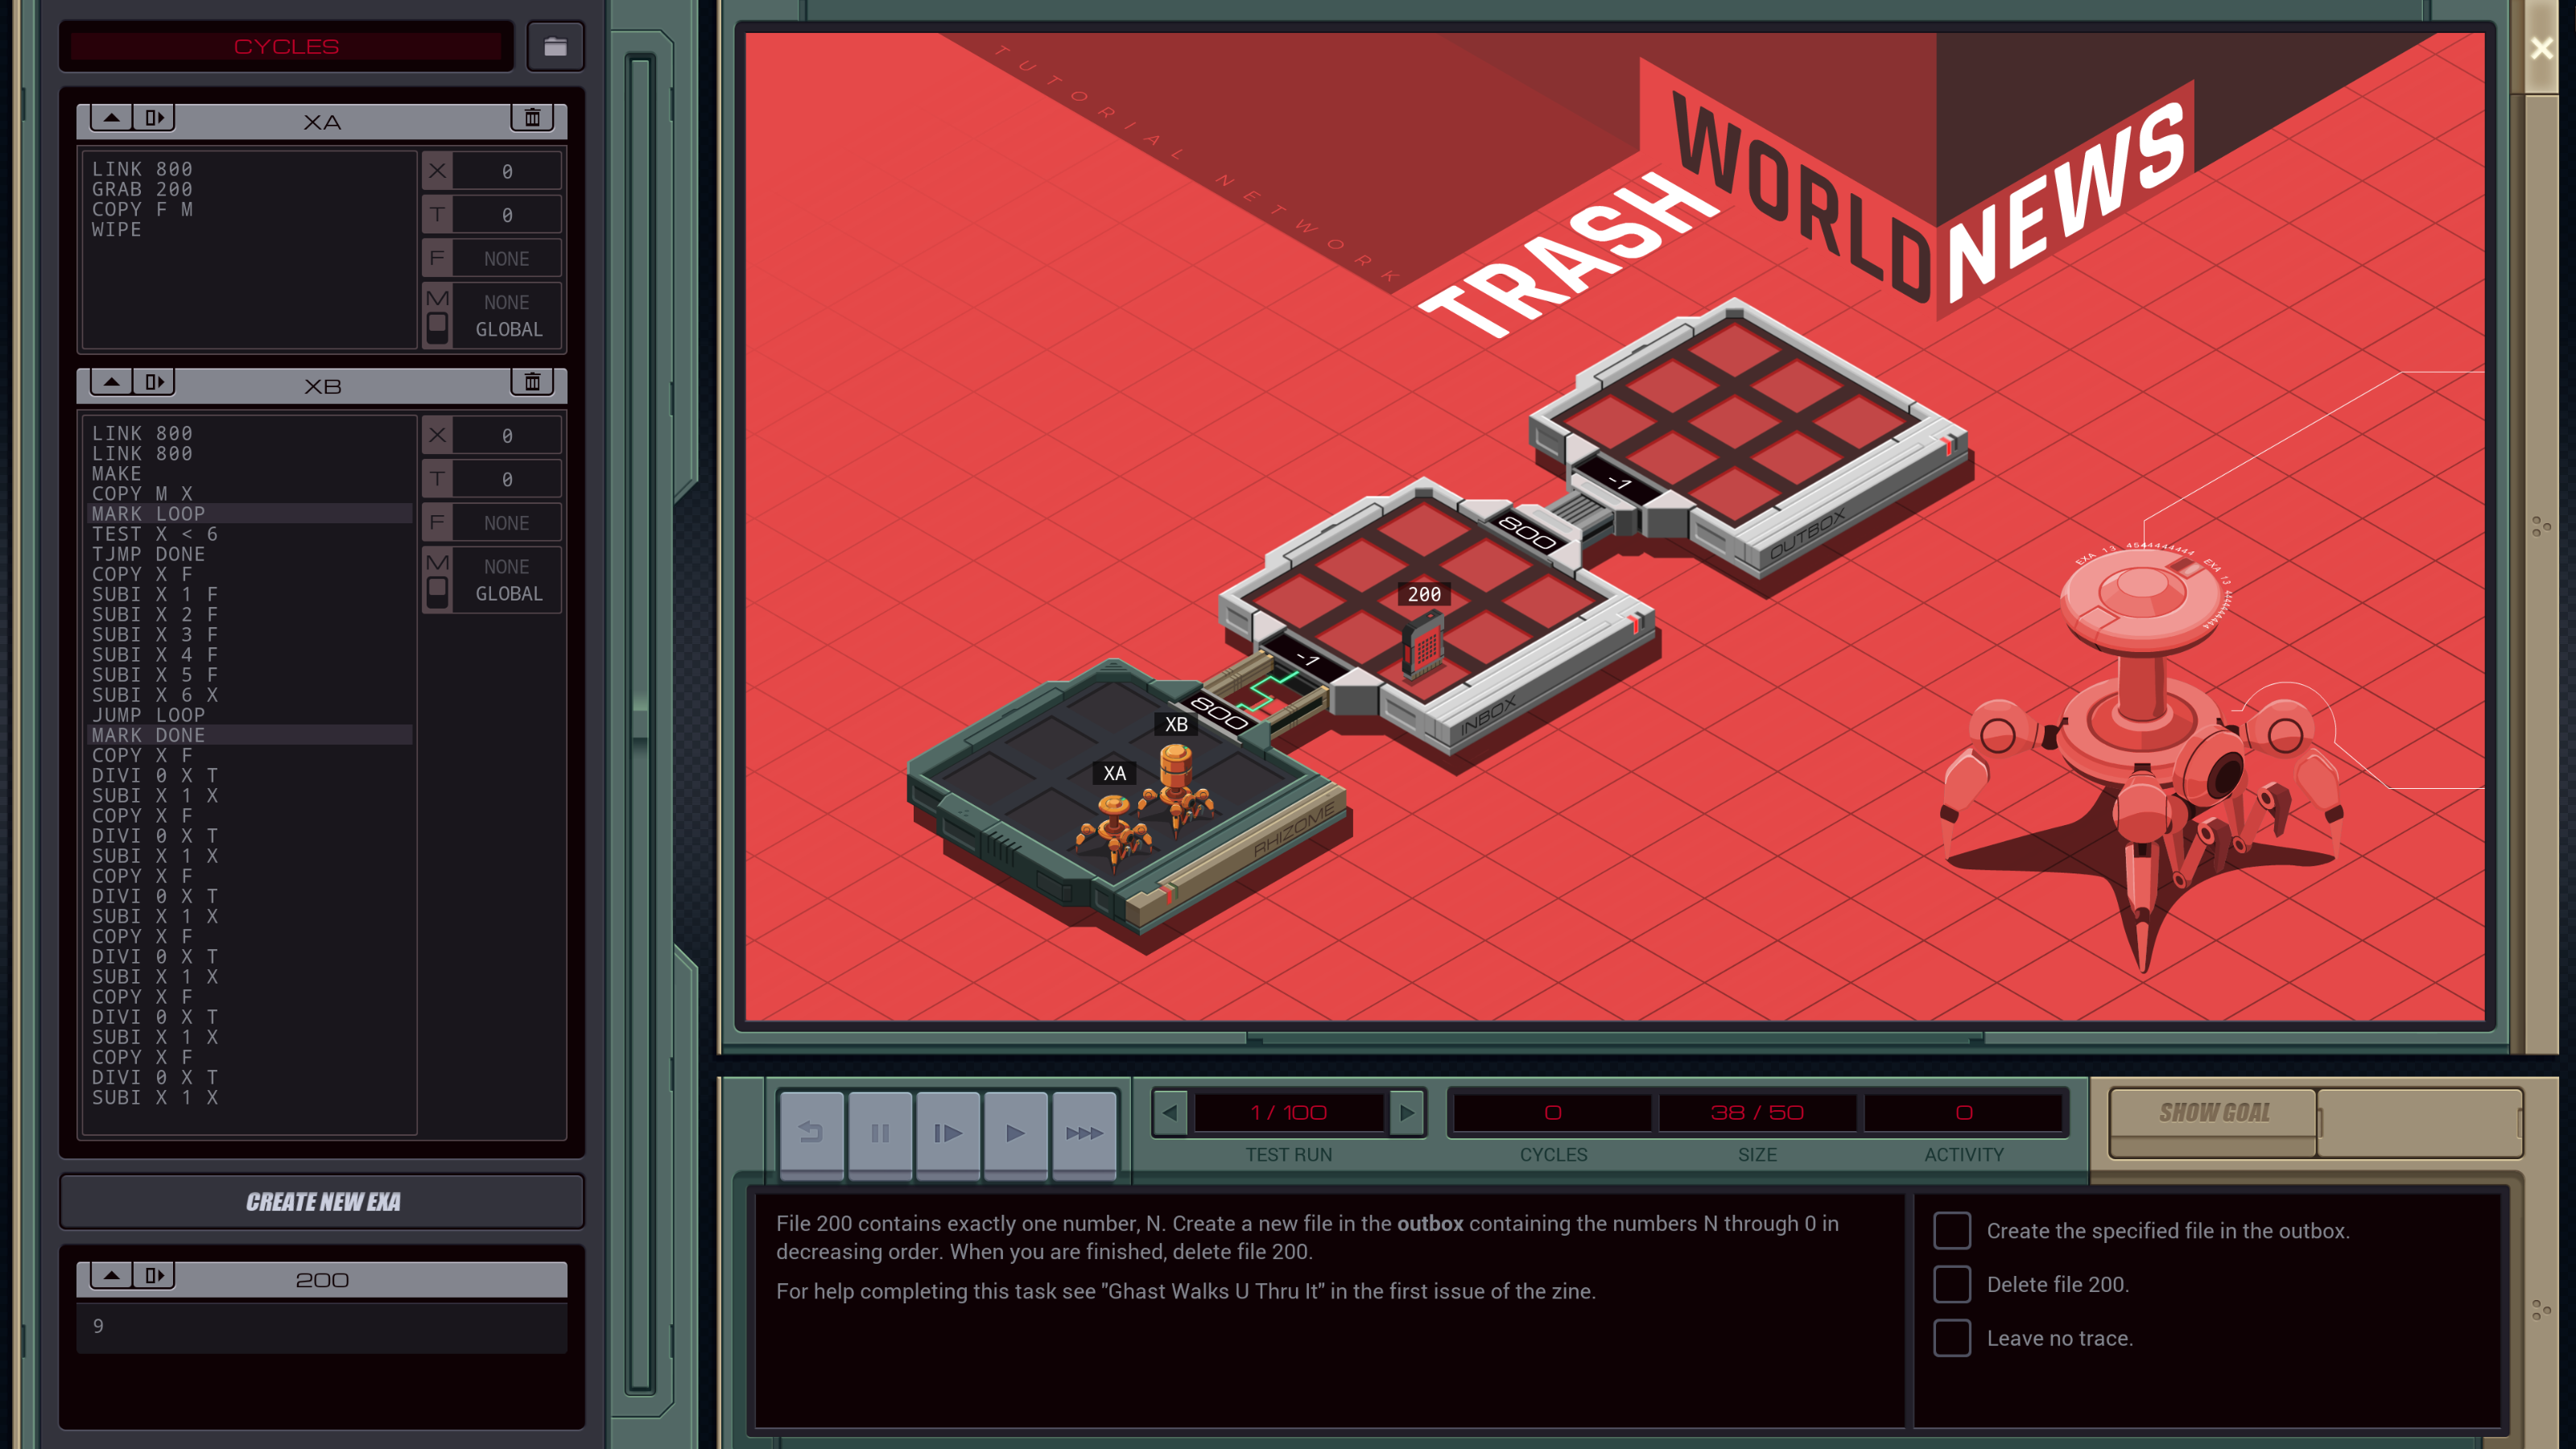 CYCLES
XA
LINK 800
GRAB 200
COPY F M
WIPE
X 0
T 0
F NONE
M NONE
GLOBAL
XB
LINK 800
LINK 800
MAKE
COPY M X
MARK LOOP
TEST X < 6
TJMP DONE
COPY X F
SUBI X 1 F
SUBI X 2 F
SUBI X 3 F
SUBI X 4 F
SUBI X 5 F
SUBI X 6 X
JUMP LOOP
MARK DONE
COPY X F
DIVI 0 X T
SUBI X 1 X
COPY X F
DIVI 0 X T
SUBI X 1 X
COPY X F
DIVI 0 X T
SUBI X 1 X
COPY X F
DIVI 0 X T
SUBI X 1 X
COPY X F
DIVI 0 X T
SUBI X 1 X
COPY X F
DIVI 0 X T
SUBI X 1 X
X 0
T 0
F NONE
M NONE
GLOBAL
CREATE NEW EXA
200
9
TUTORIAL NETWORK
TRASH
WORLD
NEWS
-1
OUTBOX
800
200
-1
INBOX
800
XB
XA
RHIZOME
1 / 100
TEST RUN
0
CYCLES
38 / 50
SIZE
0
ACTIVITY
SHOW GOAL
File 200 contains exactly one number, N. Create a new file in the outbox containing the numbers N through 0 in
decreasing order. When you are finished, delete file 200.
For help completing this task see "Ghast Walks U Thru It" in the first issue of the zine.
Create the specified file in the outbox.
Delete file 200.
Leave no trace.